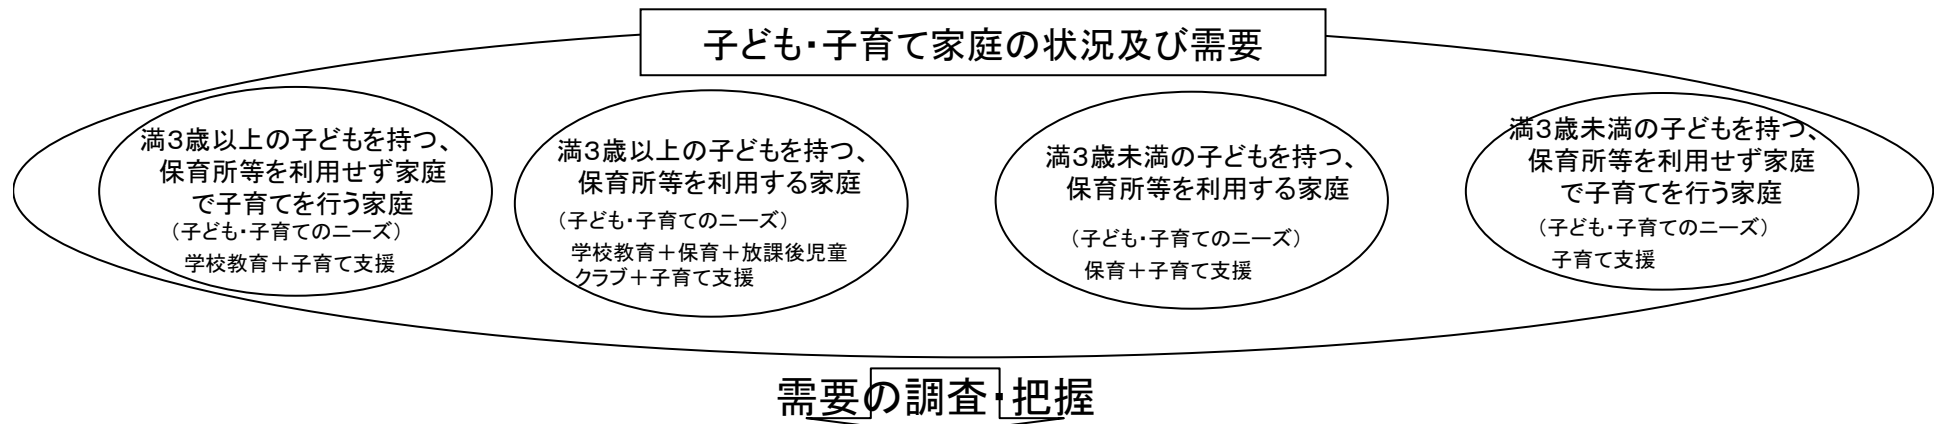 子ども・子育て家庭の状況及び需要
満３歳以上の子どもを持つ、
保育所等を利用せず家庭
で子育てを行う家庭
（子ども・子育てのニーズ）
学校教育＋子育て支援
満３歳以上の子どもを持つ、
保育所等を利用する家庭
（子ども・子育てのニーズ）
学校教育＋保育＋放課後児童
クラブ＋子育て支援
満３歳未満の子どもを持つ、
保育所等を利用する家庭
（子ども・子育てのニーズ）
保育＋子育て支援
満３歳未満の子どもを持つ、
保育所等を利用せず家庭
で子育てを行う家庭
（子ども・子育てのニーズ）
子育て支援
需要の調査・把握